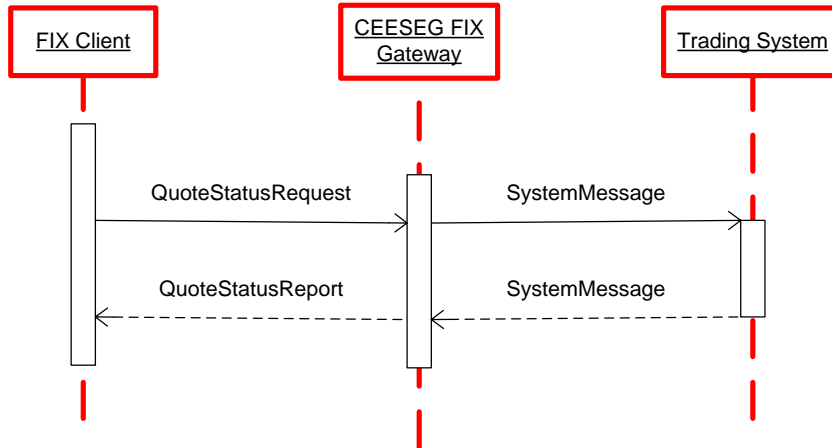 FIX Client
CEESEG FIX
Gateway
Trading System
QuoteStatusRequest
SystemMessage
QuoteStatusReport
SystemMessage